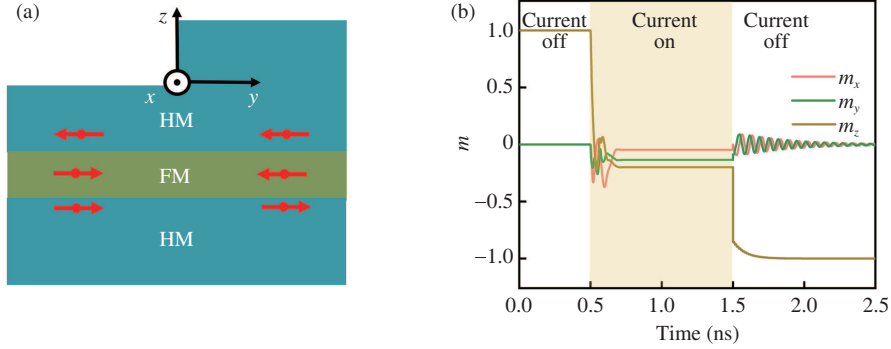 (a)
z
x
y
HM
FM
HM
(b)
Current off
Current on
Current off
1.0
0.5
0
−0.5
−1.0
m
m_x
m_y
m_z
0.0 0.5 1.0 1.5 2.0 2.5
Time (ns)